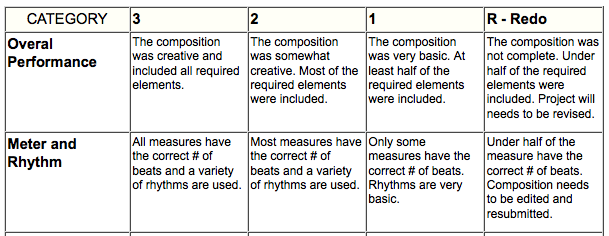 CATEGORY
3
2
1
R - Redo
Overal
Performance
The composition
was creative and
included all required
elements.
The composition
was somewhat
creative. Most of the
required elements
were included.
The composition
was very basic. At
least half of the
required elements
were included.
The composition was
not complete. Under
half of the required
elements were
included. Project will
needs to be revised.
Meter and
Rhythm
All measures have
the correct # of
beats and a variety
of rhythms are used.
Most measures have
the correct # of
beats and a variety
of rhythms are used.
Only some
measures have the
correct # of beats.
Rhythms are very
basic.
Under half of the
measure have the
correct # of beats.
Composition needs
to be edited and
resubmitted.